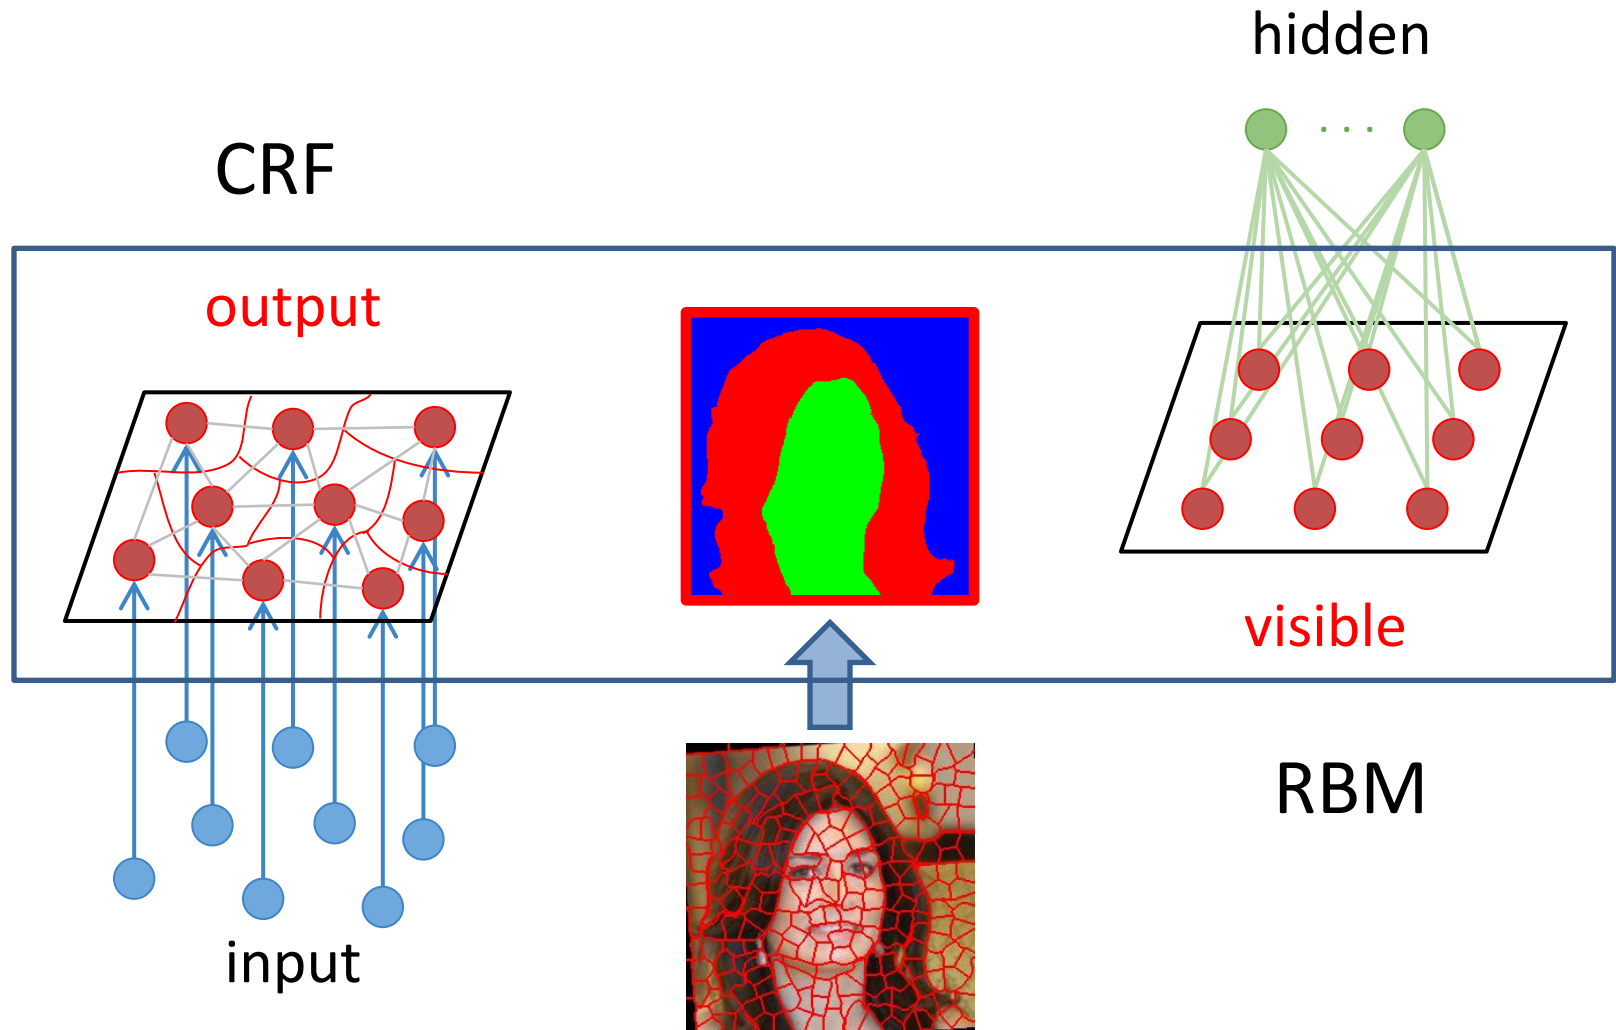 hidden
CRF
output
visible
RBM
input